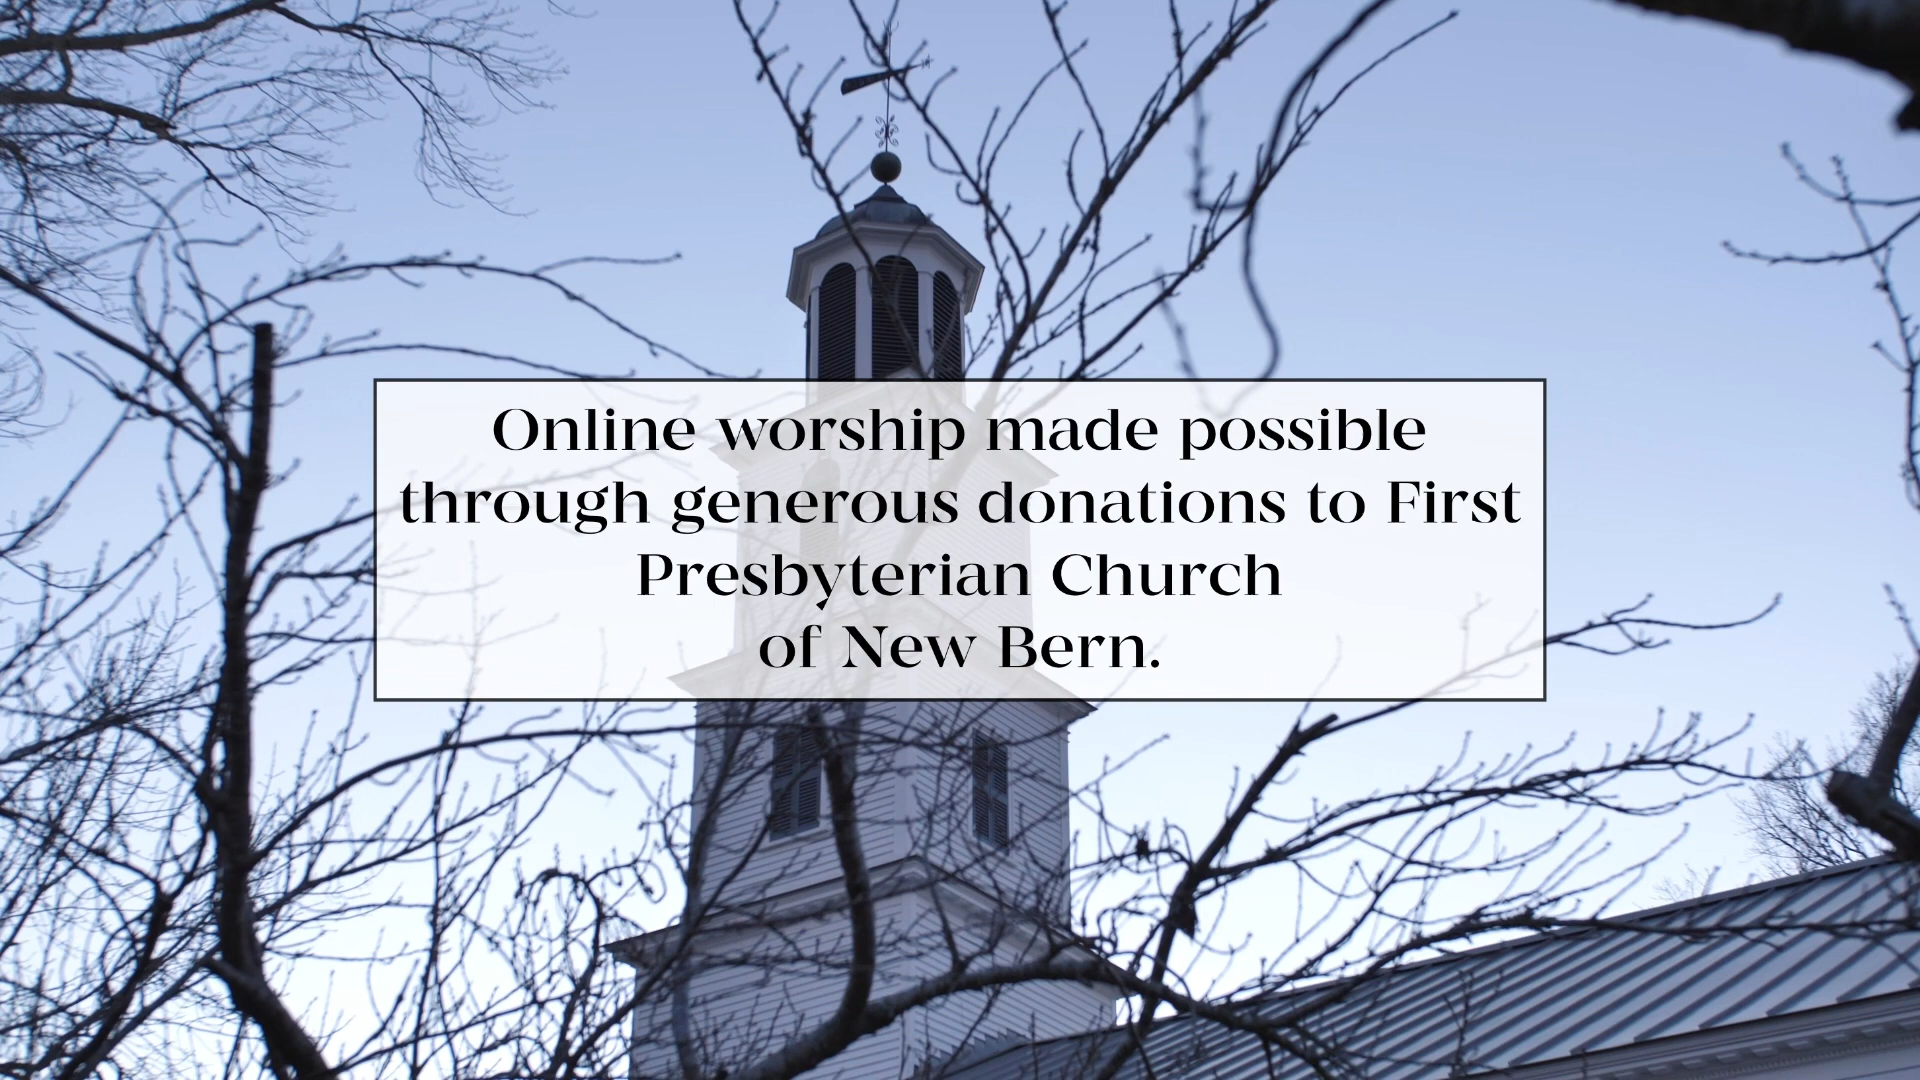 Online worship made possible
through generous donations to First
Presbyterian Church
of New Bern.